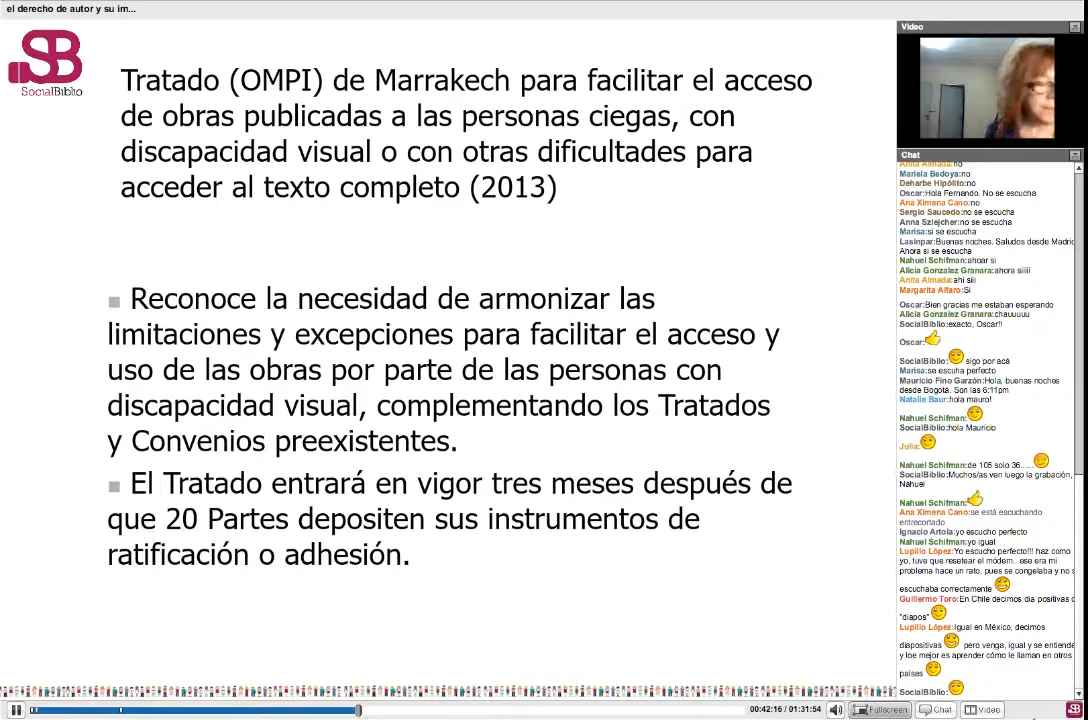 el derecho de autor y su im...
SB
SocialBiblio
Tratado (OMPI) de Marrakech para facilitar el acceso
de obras publicadas a las personas ciegas, con
discapacidad visual o con otras dificultades para
acceder al texto completo (2013)
Reconoce la necesidad de armonizar las
limitaciones y excepciones para facilitar el acceso y
uso de las obras por parte de las personas con
discapacidad visual, complementando los Tratados
y Convenios preexistentes.
El Tratado entrará en vigor tres meses después de
que 20 Partes depositen sus instrumentos de
ratificación o adhesión.
Video
Chat
Anita Almada:no
Mariela Bedoya:no
Deharbe Hipólito:no
Oscar:Hola Fernando. No se escucha
Ana Ximena Cano:no
Sergio Saucedo:no se escucha
Anna Szlejcher:no se escucha
Marisa:si se escucha
Lasinpar:Buenas noches. Saludos desde Madric
Ahora si se escucha
Nahuel Schifman:ahoar si
Alicia Gonzalez Granara:ahora siiii
Anita Almada:ahi siii
Margarita Alfaro:Si
Oscar:Bien gracias me estaban esperando
Alicia Gonzalez Granara:chauuuuu
SocialBiblio:exacto, Oscar!!
Oscar:
SocialBiblio: sigo por acá
Marisa:se escuha perfecto
Mauricio Fino Garzón:Hola, buenas noches
desde Bogotá. Son las 6:11pm
Natalie Baur:hola mauro!
Nahuel Schifman:
SocialBiblio:hola Mauricio
Julia:
Nahuel Schifman:de 105 solo 36......
SocialBiblio:Muchos/as ven luego la grabación,
Nahuel
Nahuel Schifman:
Ana Ximena Cano:se está escuchando
entrecortado
Ignacio Artola:yo escucho perfecto
Nahuel Schifman:yo igual
Lupilio López:Yo escucho perfecto!!! haz como
yo, tuve que resetear el módem.. ese era mi
problema hace un rato, pues se congelaba y no s
escuchaba correctamente
Guillermo Toro:En Chile decimos dia`positivas o
"diapos"
Lupilio López:Igual en México, decimos
diapositivas pero venga, igual y se entiende
y loe mejor es aprender cómo le llaman en otros
países
SocialBiblio:
00:42:16 / 01:31:54
Fullscreen
Chat
Video
SB